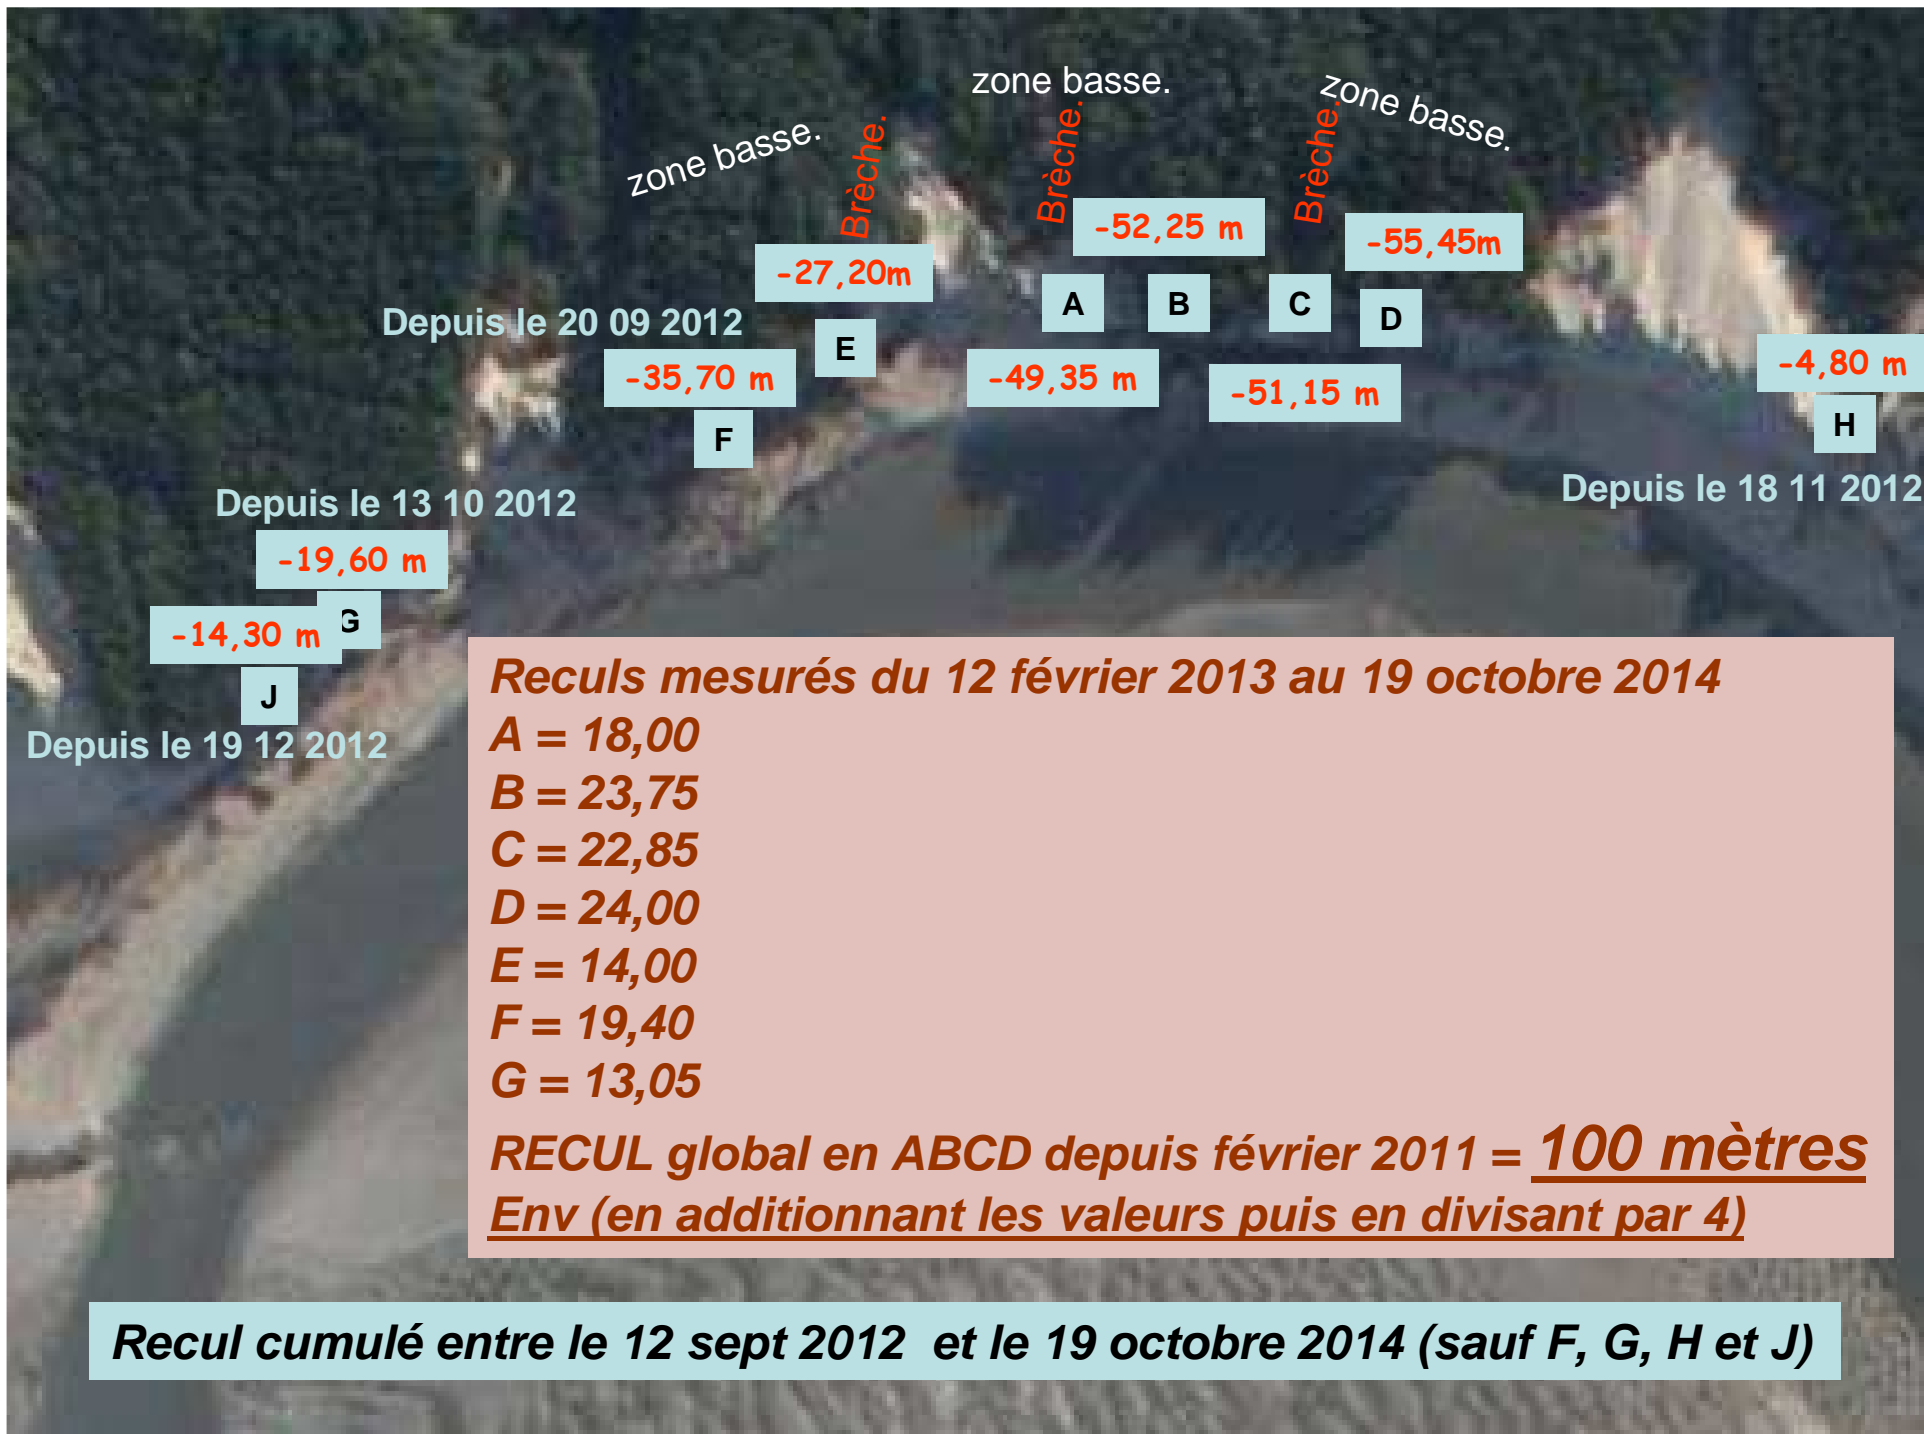 zone basse.
zone basse.
zone basse.
Brèche.
Brèche.
Brèche.
-52,25 m
-55,45m
-27,20m
A
B
C
D
Depuis le 20 09 2012
E
-35,70 m
-49,35 m
-51,15 m
-4,80 m
F
H
Depuis le 13 10 2012
Depuis le 18 11 2012
-19,60 m
G
-14,30 m
J
Depuis le 19 12 2012
Reculs mesurés du 12 février 2013 au 19 octobre 2014
A = 18,00
B = 23,75
C = 22,85
D = 24,00
E = 14,00
F = 19,40
G = 13,05
RECUL global en ABCD depuis février 2011 = 100 mètres
Env (en additionnant les valeurs puis en divisant par 4)
Recul cumulé entre le 12 sept 2012 et le 19 octobre 2014 (sauf F, G, H et J)